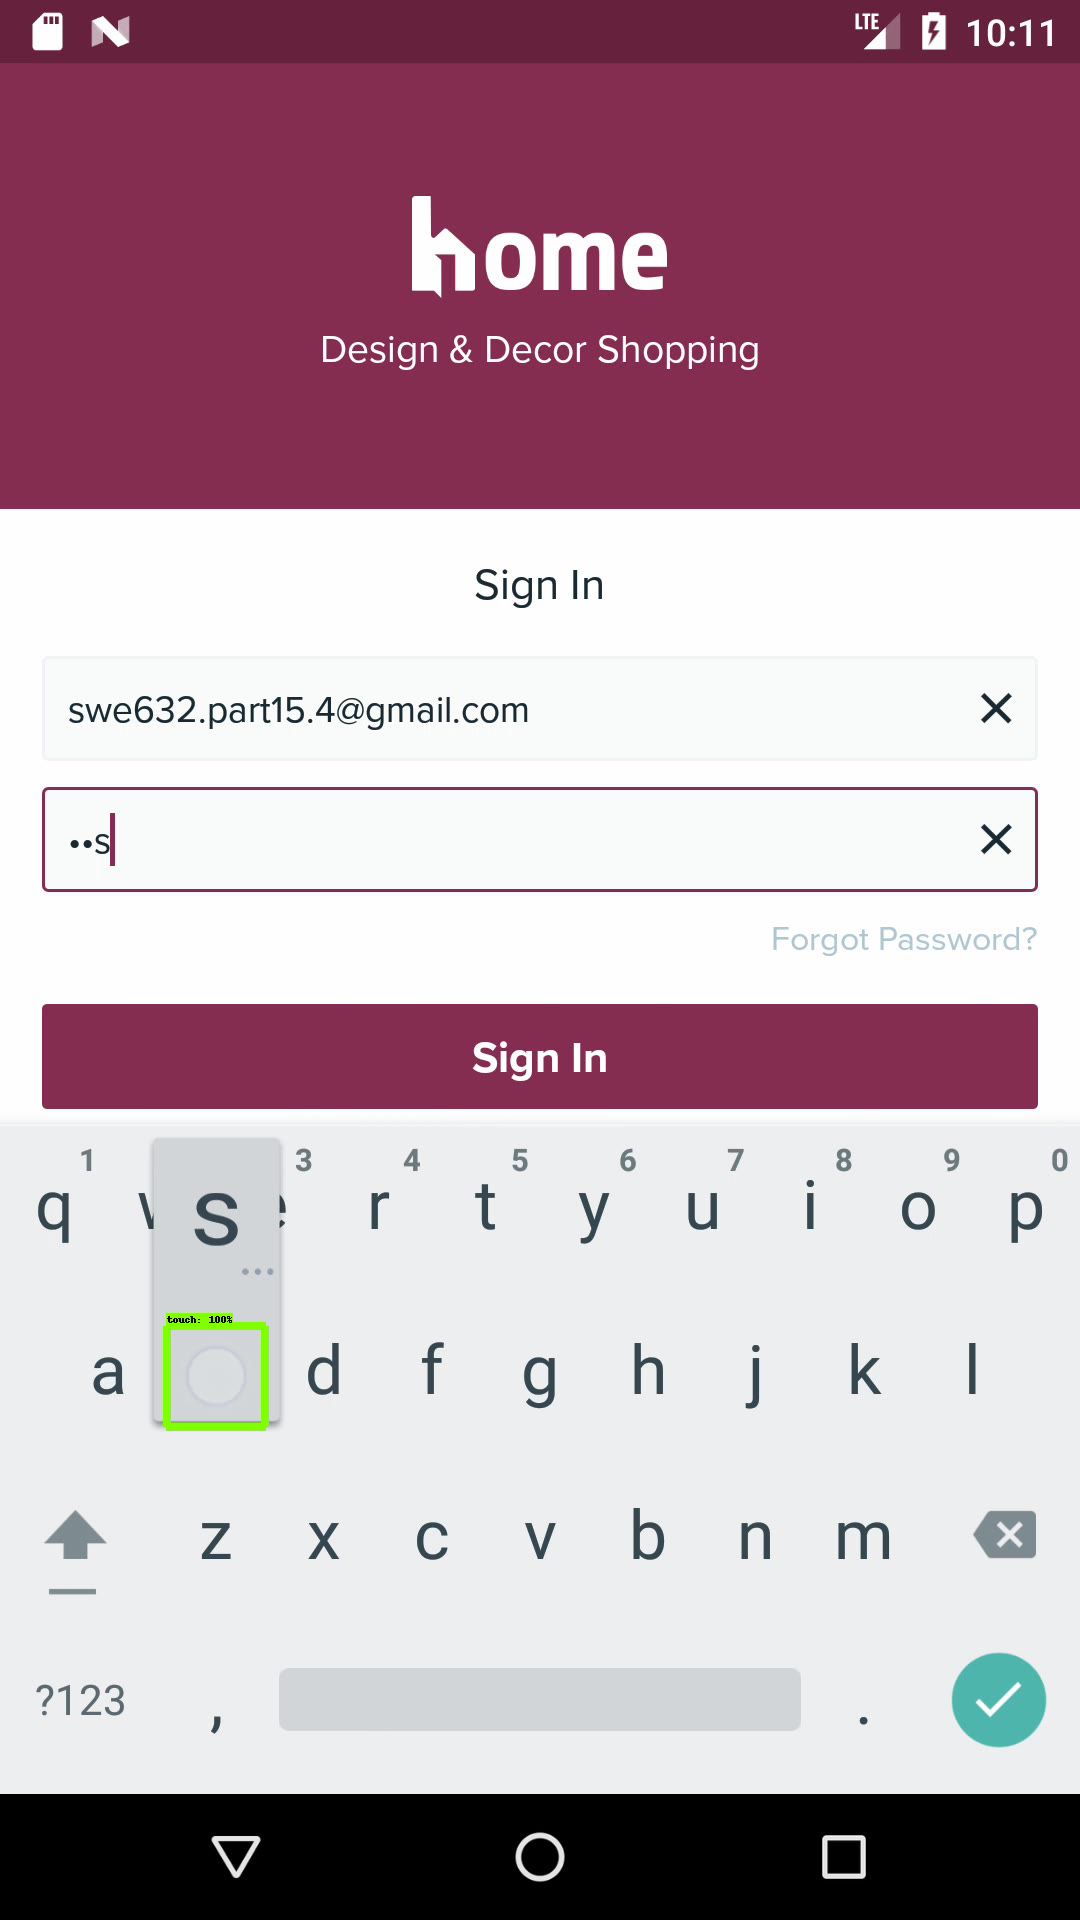 LTE 10:11
home
Design & Decor Shopping
Sign In
swe632.part15.4@gmail.com
••s
Forgot Password?
Sign In
1 3 4 5 6 7 8 9 0
q w s e r t y u i o p
touch: 100%
a d f g h j k l
z x c v b n m
?123 , .